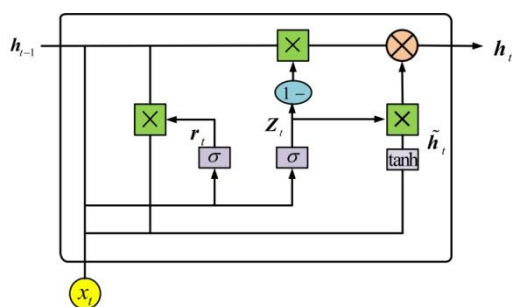 h_{t-1}
h_t
1 −
r_t
Z_t
h̃_t
σ
σ
tanh
x_t